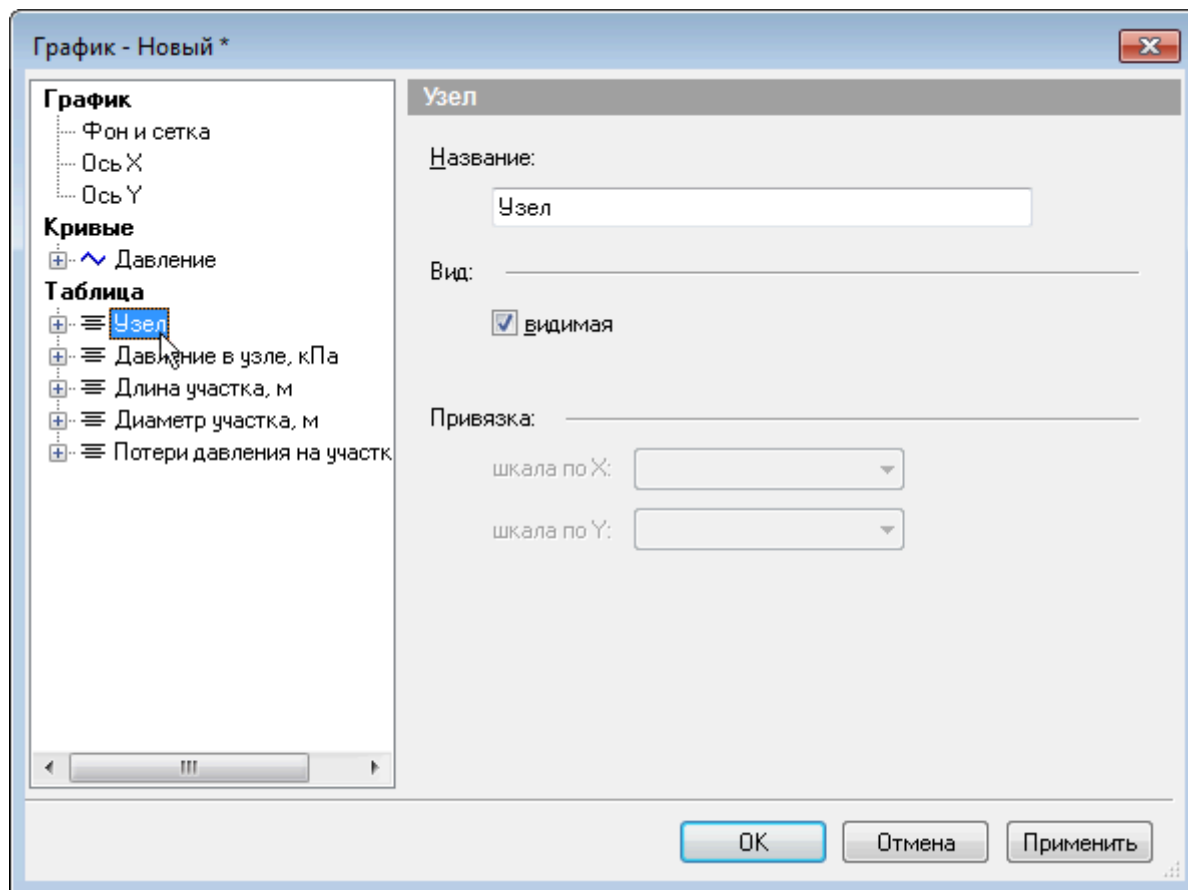 График - Новый *
График
Фон и сетка
Ось X
Ось Y
Кривые
Давление
Таблица
Узел
Давление в узле, кПа
Длина участка, м
Диаметр участка, м
Потери давления на участк
Узел
Название:
Узел
Вид:
видимая
Привязка:
шкала по X:
шкала по Y:
OK
Отмена
Применить